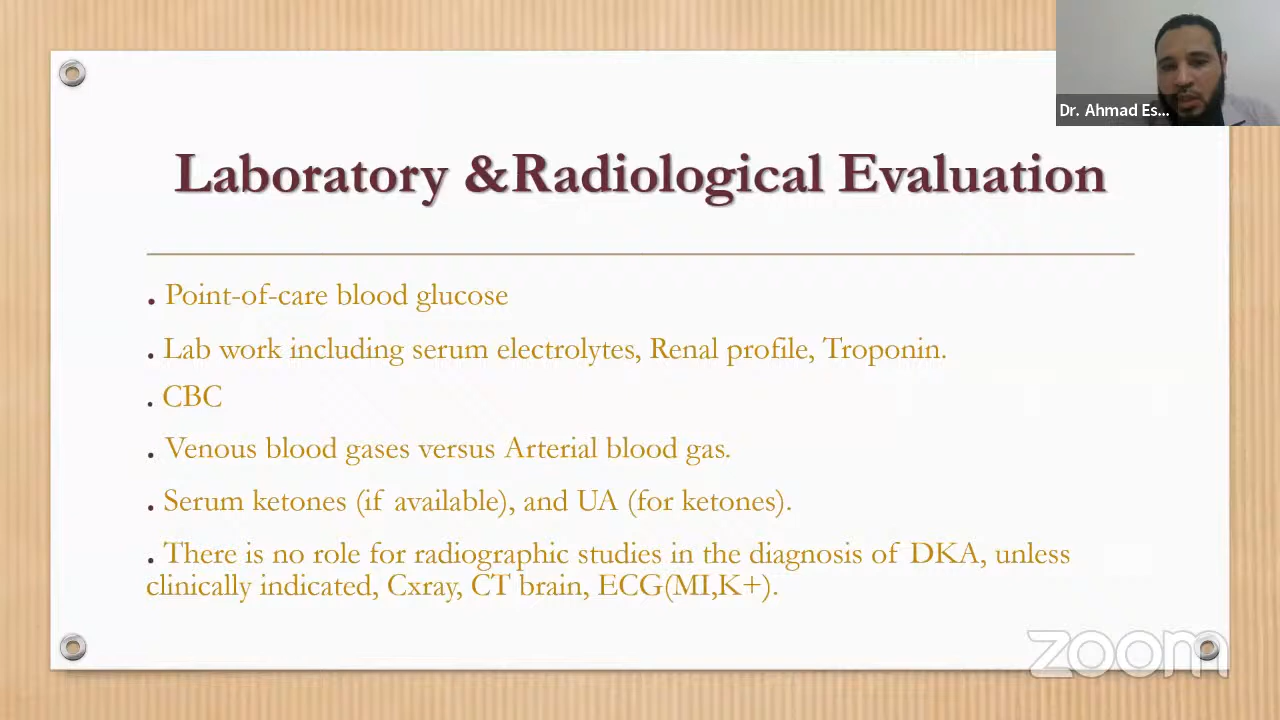 Dr. Ahmad Es...
Laboratory &Radiological Evaluation
. Point-of-care blood glucose
. Lab work including serum electrolytes, Renal profile, Troponin.
. CBC
. Venous blood gases versus Arterial blood gas.
. Serum ketones (if available), and UA (for ketones).
. There is no role for radiographic studies in the diagnosis of DKA, unless
clinically indicated, Cxray, CT brain, ECG(MI,K+).
zoom